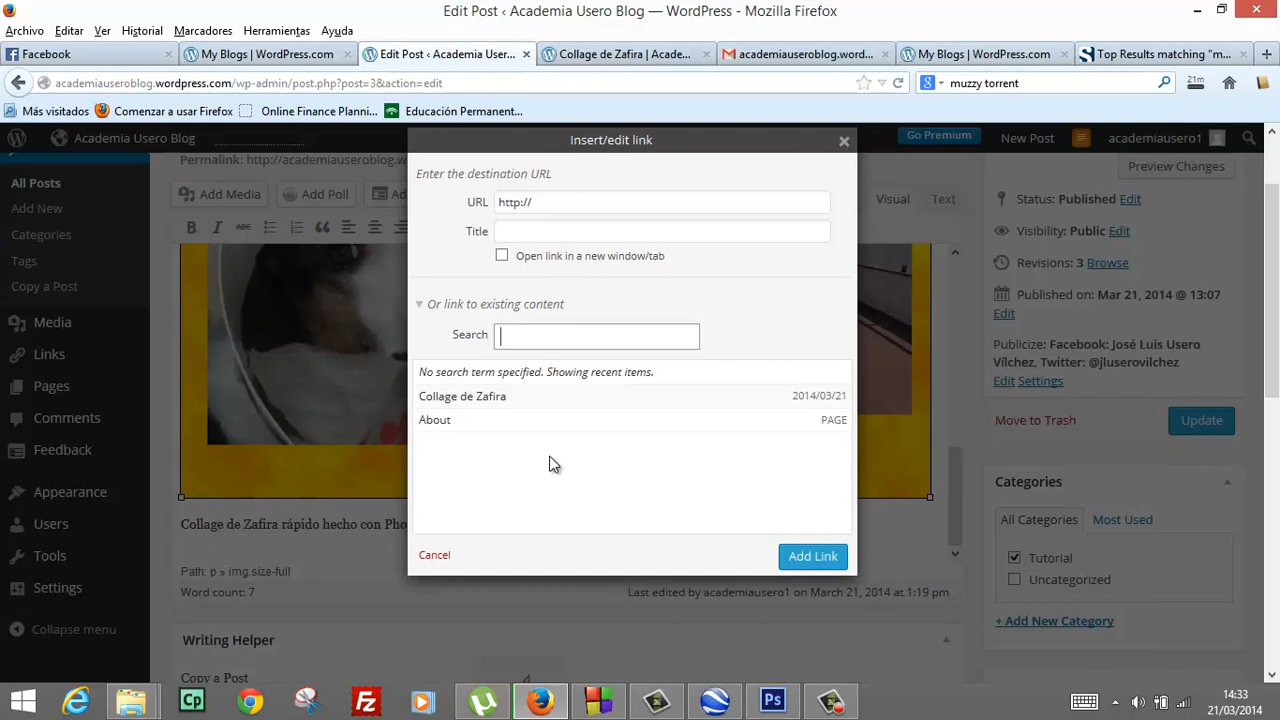 Edit Post ‹ Academia Usero Blog — WordPress - Mozilla Firefox
Archivo Editar Ver Historial Marcadores Herramientas Ayuda
Facebook × My Blogs | WordPress.com × Edit Post ‹ Academia User... × Collage de Zafira | Acade... × academiauseroblog.word... × My Blogs | WordPress.com × Top Results matching "m... × +
academiauseroblog.wordpress.com/wp-admin/post.php?post=3&action=edit muzzy torrent 21m
Más visitados Comenzar a usar Firefox Online Finance Planni... Educación Permanent...
Academia Usero Blog Go Premium New Post academiausero1
Insert/edit link ×
Permalink: http://academiauseroblog.w
Preview Changes
All Posts
Add New
Categories
Tags
Copy a Post
Media
Links
Pages
Comments
Feedback
Appearance
Users
Tools
Settings
Collapse menu
Add Media Add Poll Ad
Visual Text
B I ABC
Enter the destination URL
URL http://
Title
Open link in a new window/tab
Or link to existing content
Search
No search term specified. Showing recent items.
Collage de Zafira 2014/03/21
About PAGE
Cancel Add Link
Collage de Zafira rápido hecho con Pho
Path: p » img.size-full
Word count: 7 Last edited by academiausero1 on March 21, 2014 at 1:19 pm
Writing Helper
Copy a Post
Status: Published Edit
Visibility: Public Edit
Revisions: 3 Browse
Published on: Mar 21, 2014 @ 13:07
Edit
Publicize: Facebook: José Luis Usero
Vílchez, Twitter: @jluserovilchez
Edit Settings
Move to Trash Update
Categories
All Categories Most Used
Tutorial
Uncategorized
+ Add New Category
Cp Fz Ps
14:33
21/03/2014